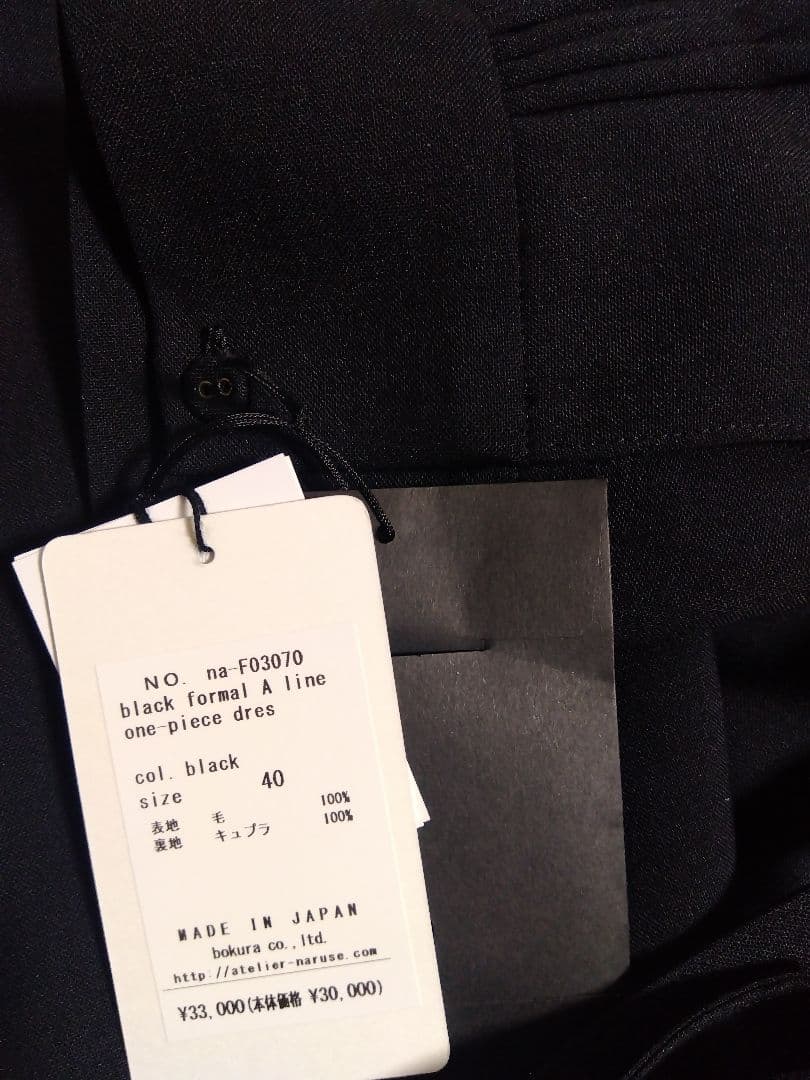 NO. na-F03070
black formal A line
one-piece dres
col. black
size 40
表地 毛 100%
裏地 キュプラ 100%
MADE IN JAPAN
bokura co.,ltd.
http://atelier-naruse.com
¥33,000(本体価格 ¥30,000)